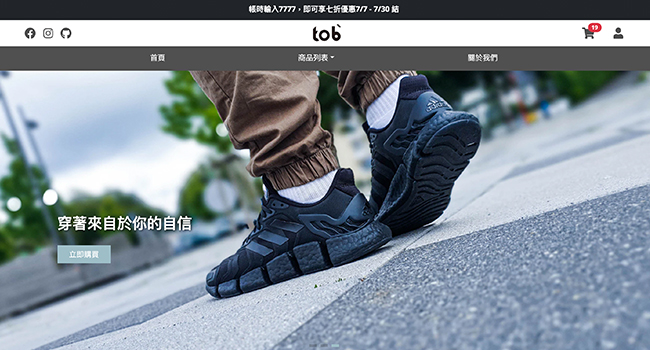 帳時輸入7777，即可享七折優惠7/7 - 7/30 結
tob
19
首頁
商品列表
關於我們
adidas
穿著來自於你的自信
立即購買